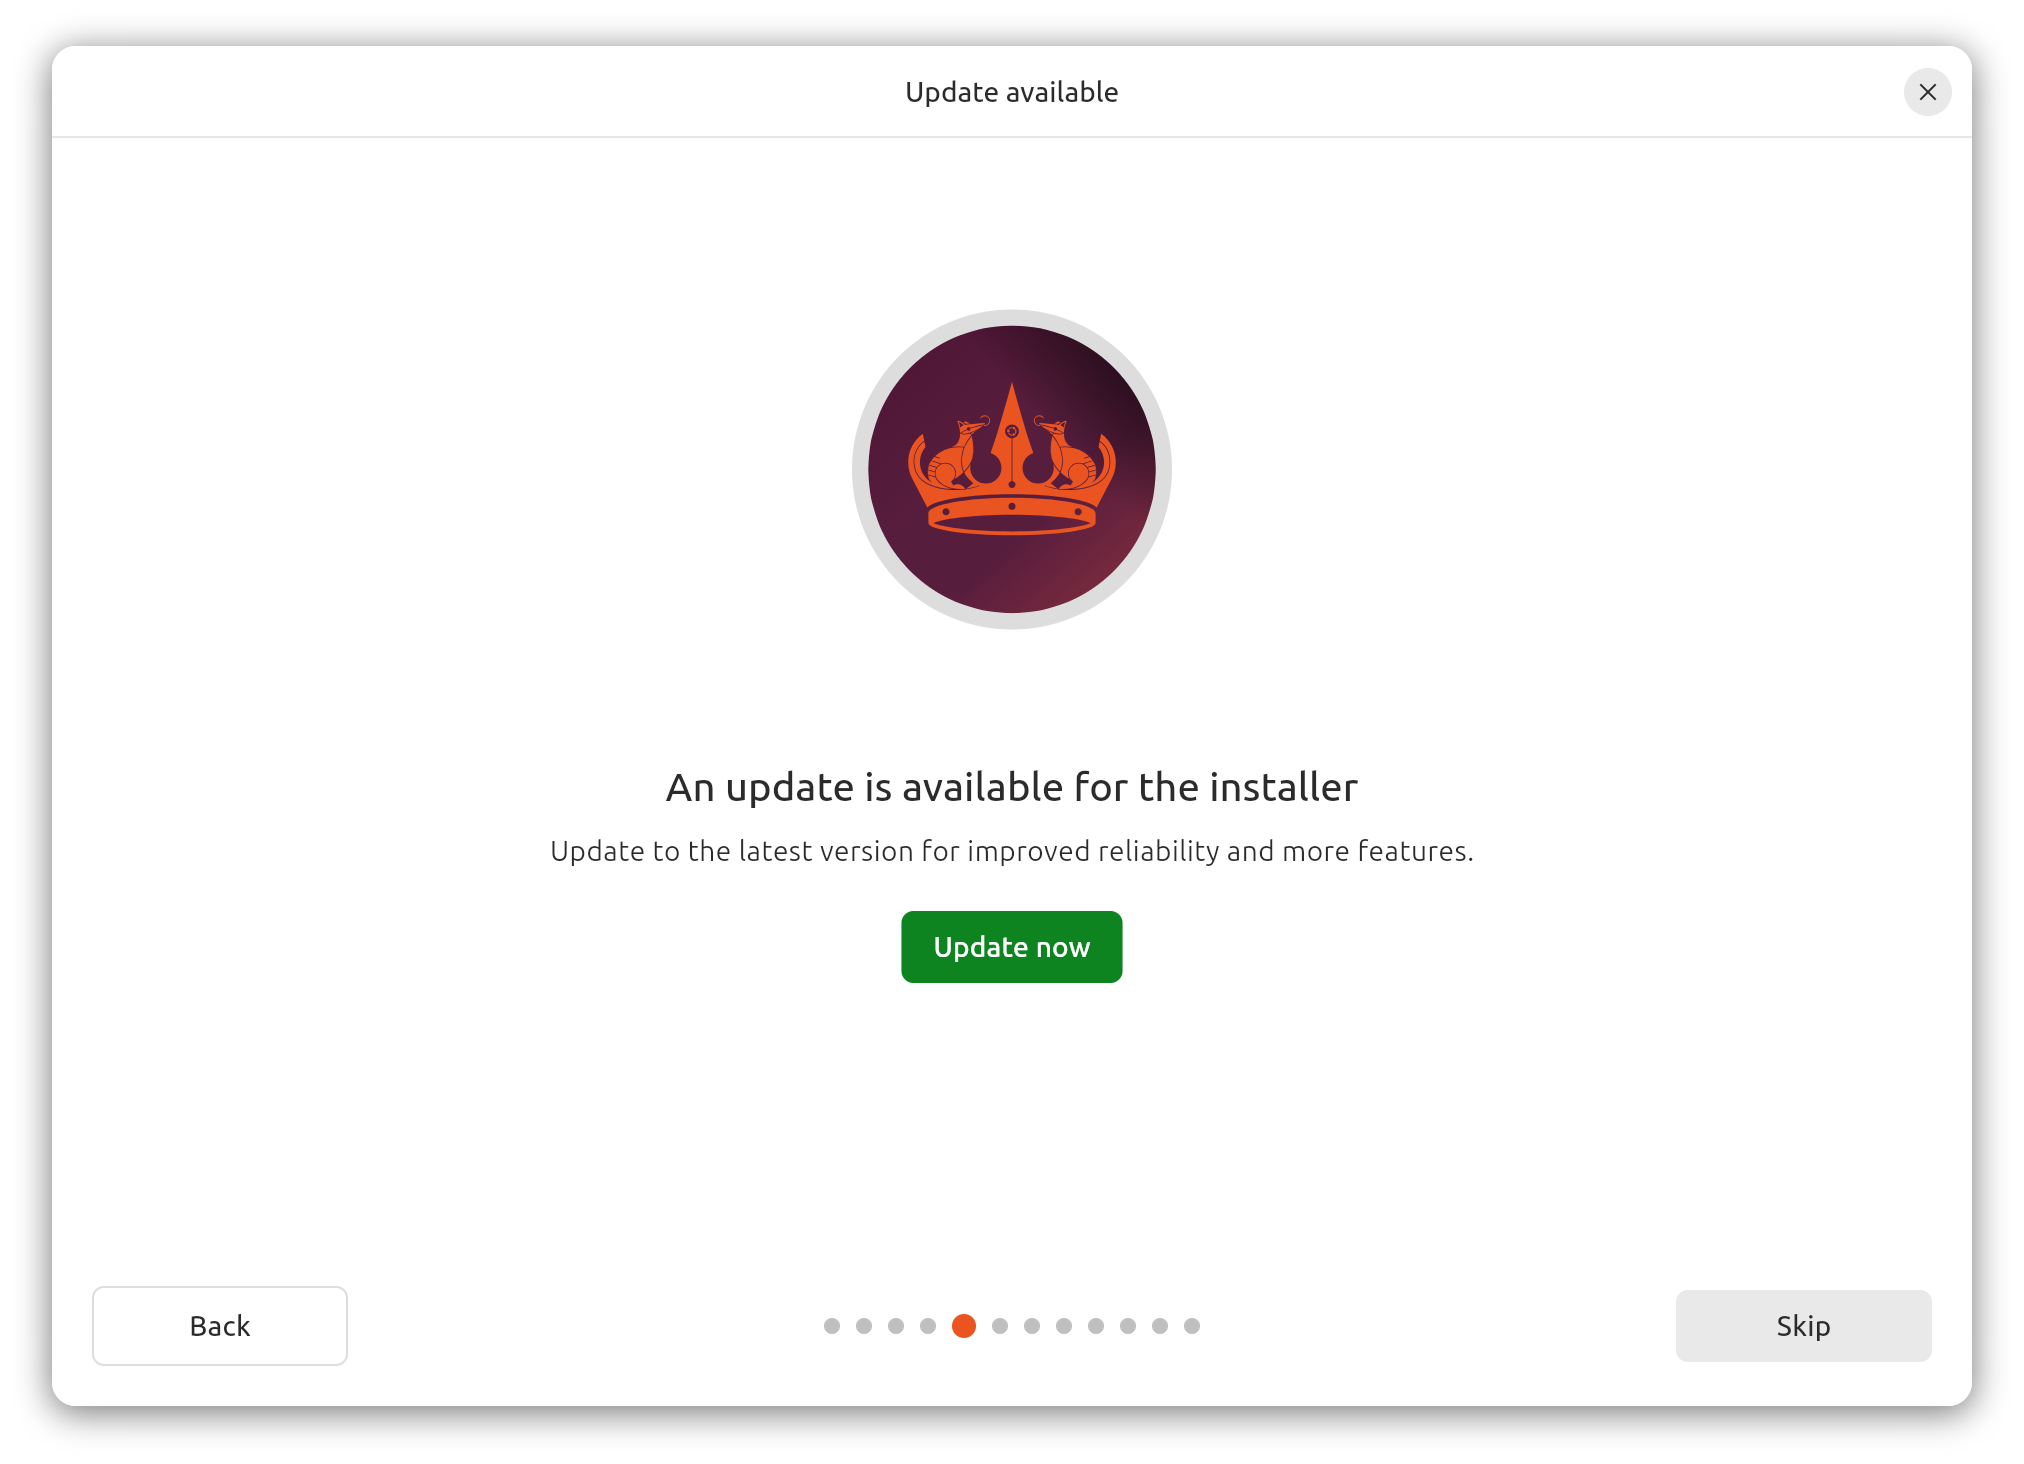 Update available
An update is available for the installer
Update to the latest version for improved reliability and more features.
Update now
Back
Skip